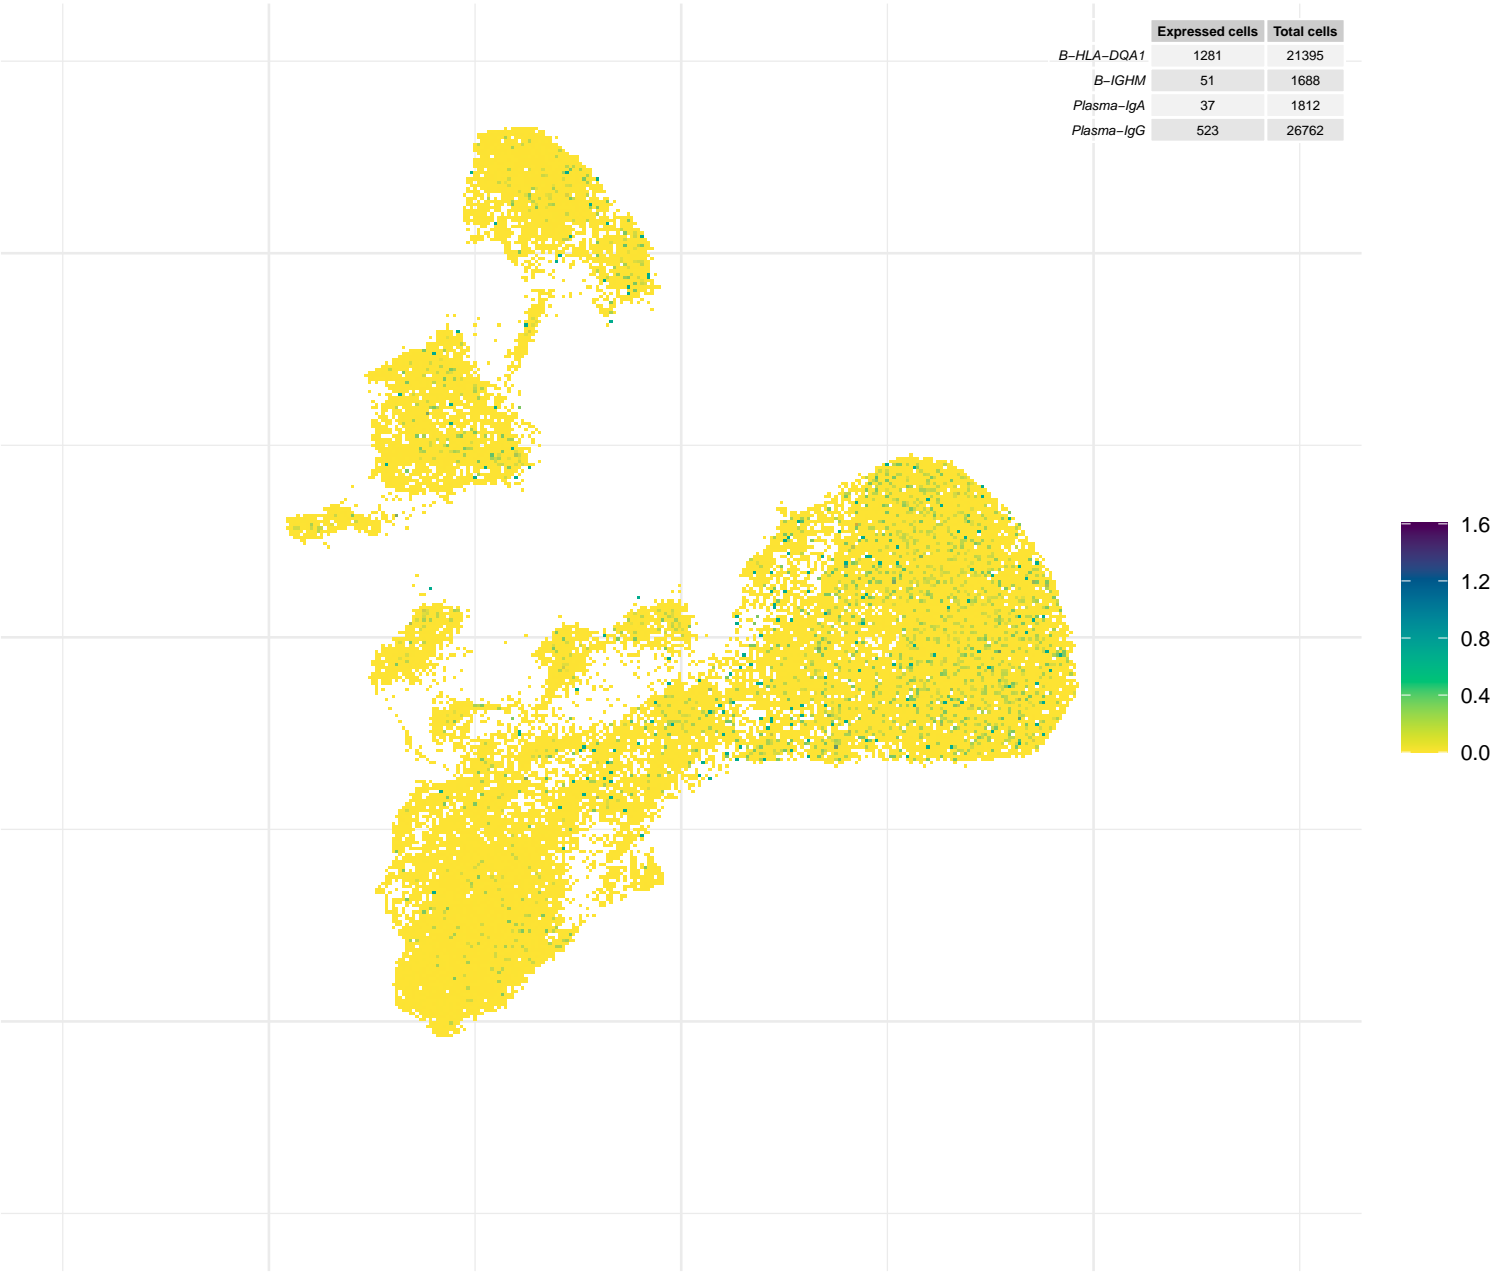 Expressed cells Total cells
B−HLA−DQA1 1281 21395
B−IGHM 51 1688
Plasma−IgA 37 1812
Plasma−IgG 523 26762
1.6
1.2
0.8
0.4
0.0